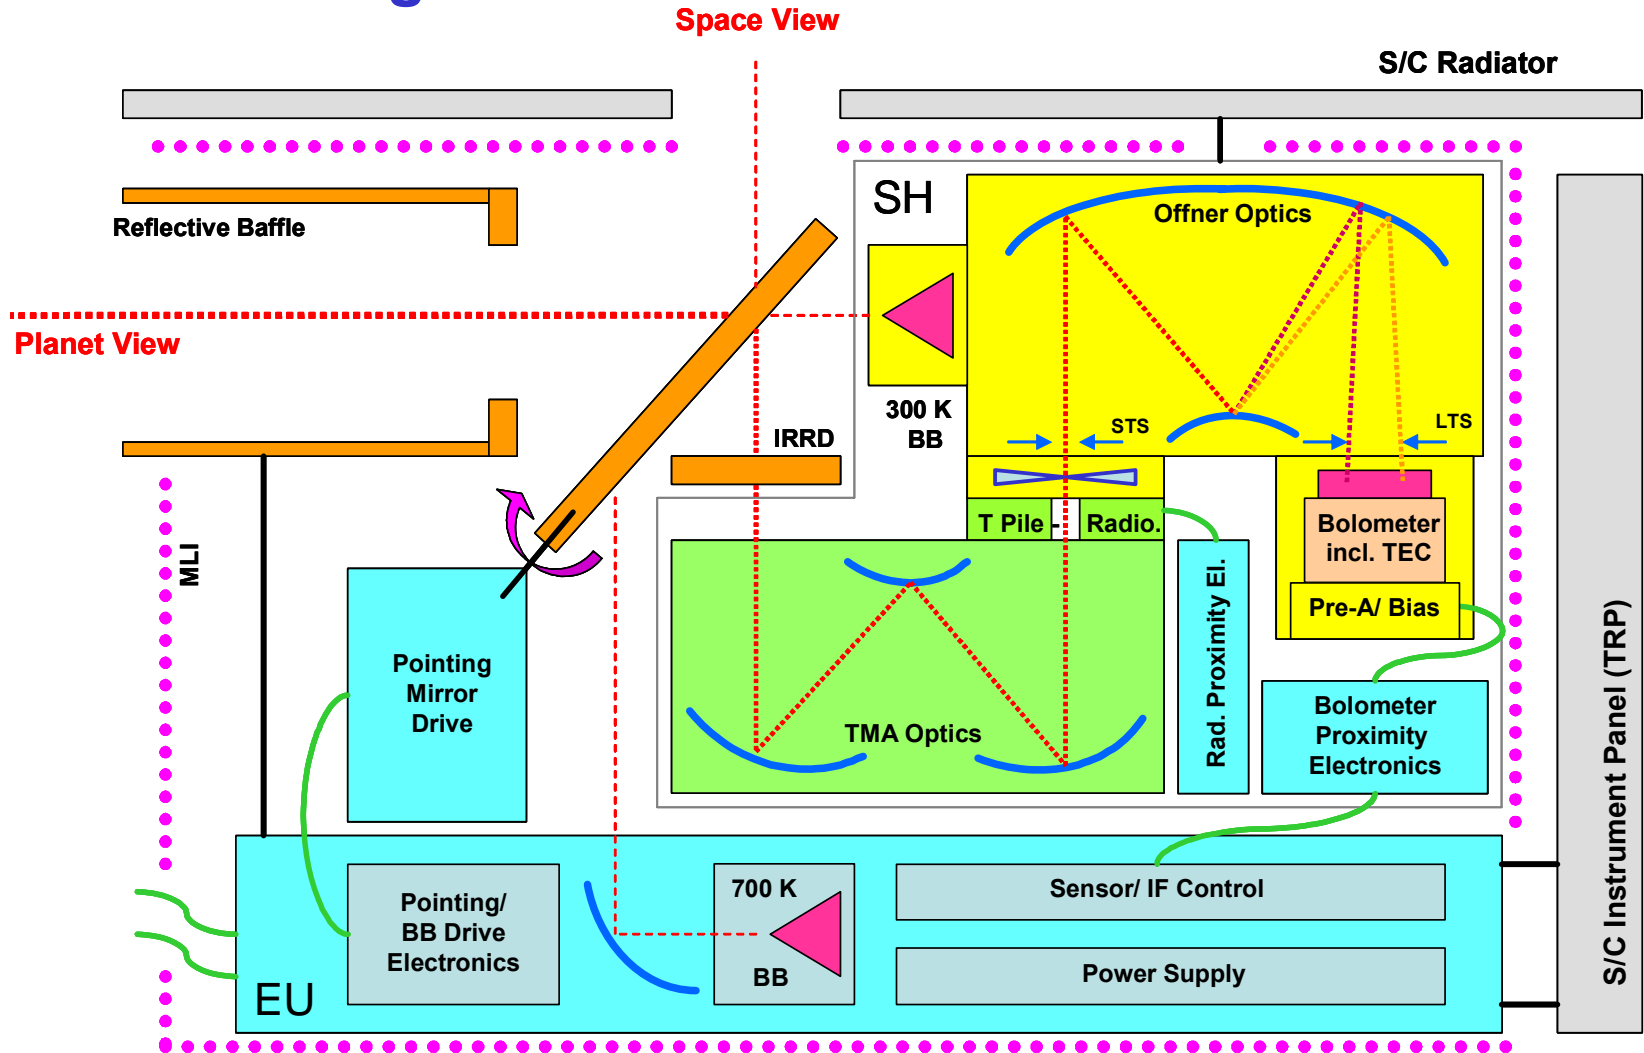 Space View
S/C Radiator
SH
Offner Optics
Reflective Baffle
Planet View
300 K
BB
IRRD
STS
LTS
T Pile -
Radio.
Bolometer
incl. TEC
MLI
Pre-A/ Bias
Rad. Proximity El.
Pointing
Mirror
Drive
TMA Optics
Bolometer
Proximity
Electronics
S/C Instrument Panel (TRP)
Pointing/
BB Drive
Electronics
700 K
BB
Sensor/ IF Control
Power Supply
EU